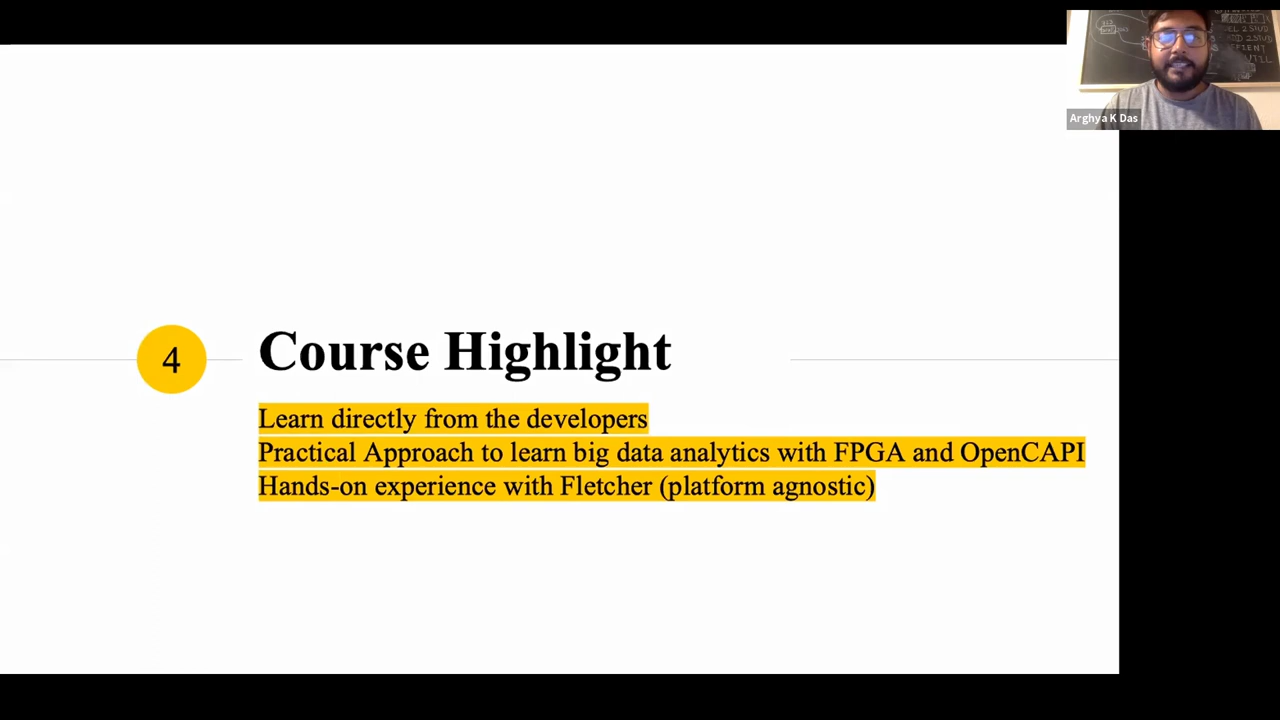 Arghya K Das
4
Course Highlight
Learn directly from the developers
Practical Approach to learn big data analytics with FPGA and OpenCAPI
Hands-on experience with Fletcher (platform agnostic)